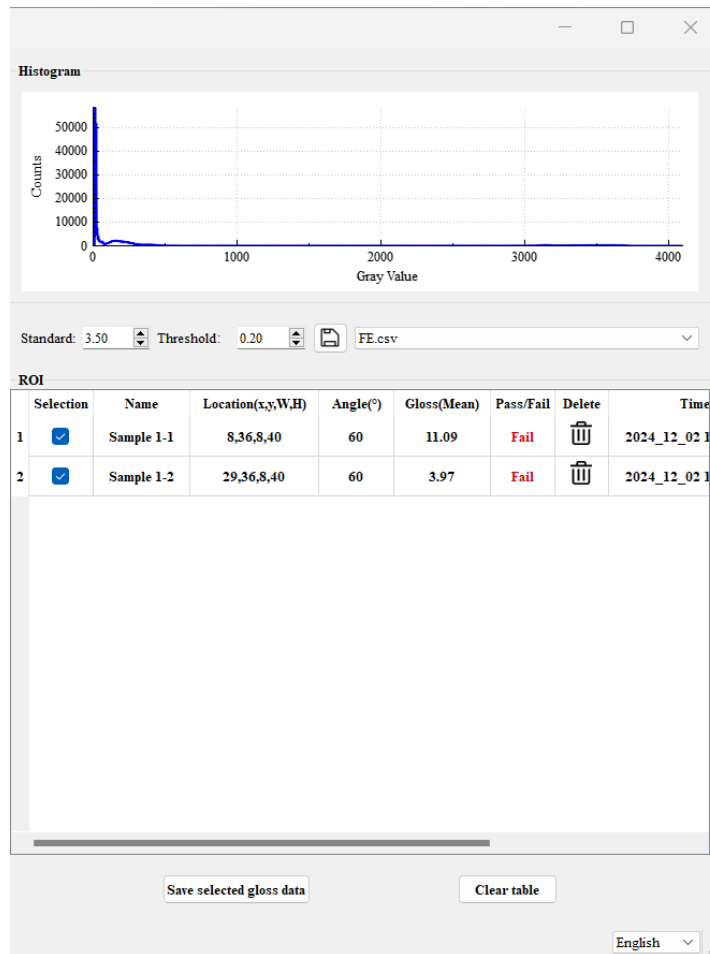 Histogram
50000
40000
30000
20000
10000
0
Counts
0 1000 2000 3000 4000
Gray Value
Standard: 3.50 Threshold: 0.20 FE.csv
ROI
Selection Name Location(x,y,W,H) Angle(°) Gloss(Mean) Pass/Fail Delete Time
1 Sample 1-1 8,36,8,40 60 11.09 Fail 2024_12_02 1
2 Sample 1-2 29,36,8,40 60 3.97 Fail 2024_12_02 1
Save selected gloss data Clear table
English